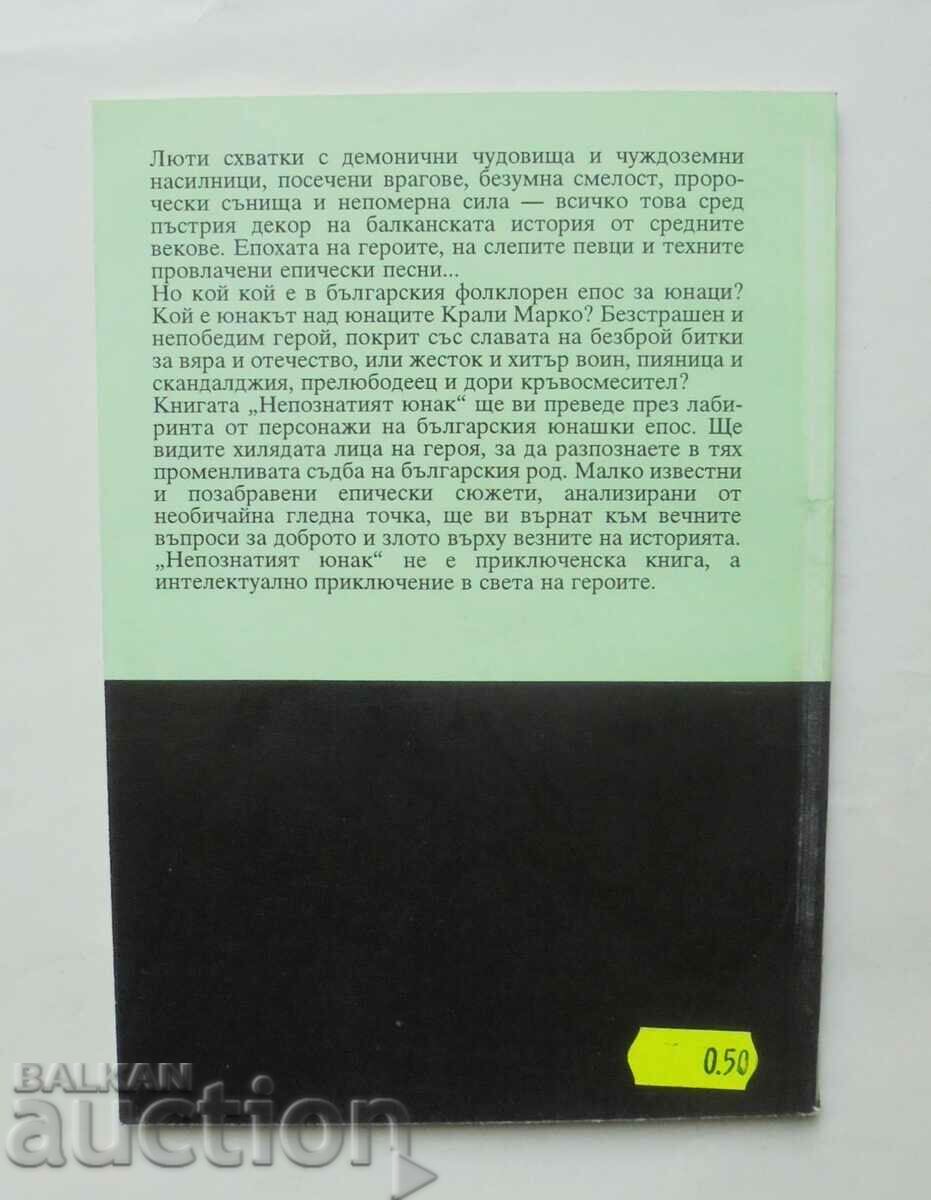 Люти схватки с демонични чудовища и чуждоземни
насилници, посечени врагове, безумна смелост, проро-
чески сънища и непомерна сила — всичко това сред
пъстрия декор на балканската история от средните
векове. Епохата на героите, на слепите певци и техните
провлачени епически песни...
Но кой кой е в българския фолклорен епос за юнаци?
Кой е юнакът над юнаците Крали Марко? Безстрашен и
непобедим герой, покрит със славата на безброй битки
за вяра и отечество, или жесток и хитър воин, пияница и
скандалджия, прелюбодеец и дори кръвосмесител?
Книгата „Непознатият юнак“ ще ви преведе през лаби-
ринта от персонажи на българския юнашки епос. Ще
видите хилядата лица на героя, за да разпознаете в тях
променливата съдба на българския род. Малко известни
и позабравени епически сюжети, анализирани от
необичайна гледна точка, ще ви върнат към вечните
въпроси за доброто и злото върху везните на историята.
„Непознатият юнак“ не е приключенска книга, а
интелектуално приключение в света на героите.
0.50
BALKAN
auction